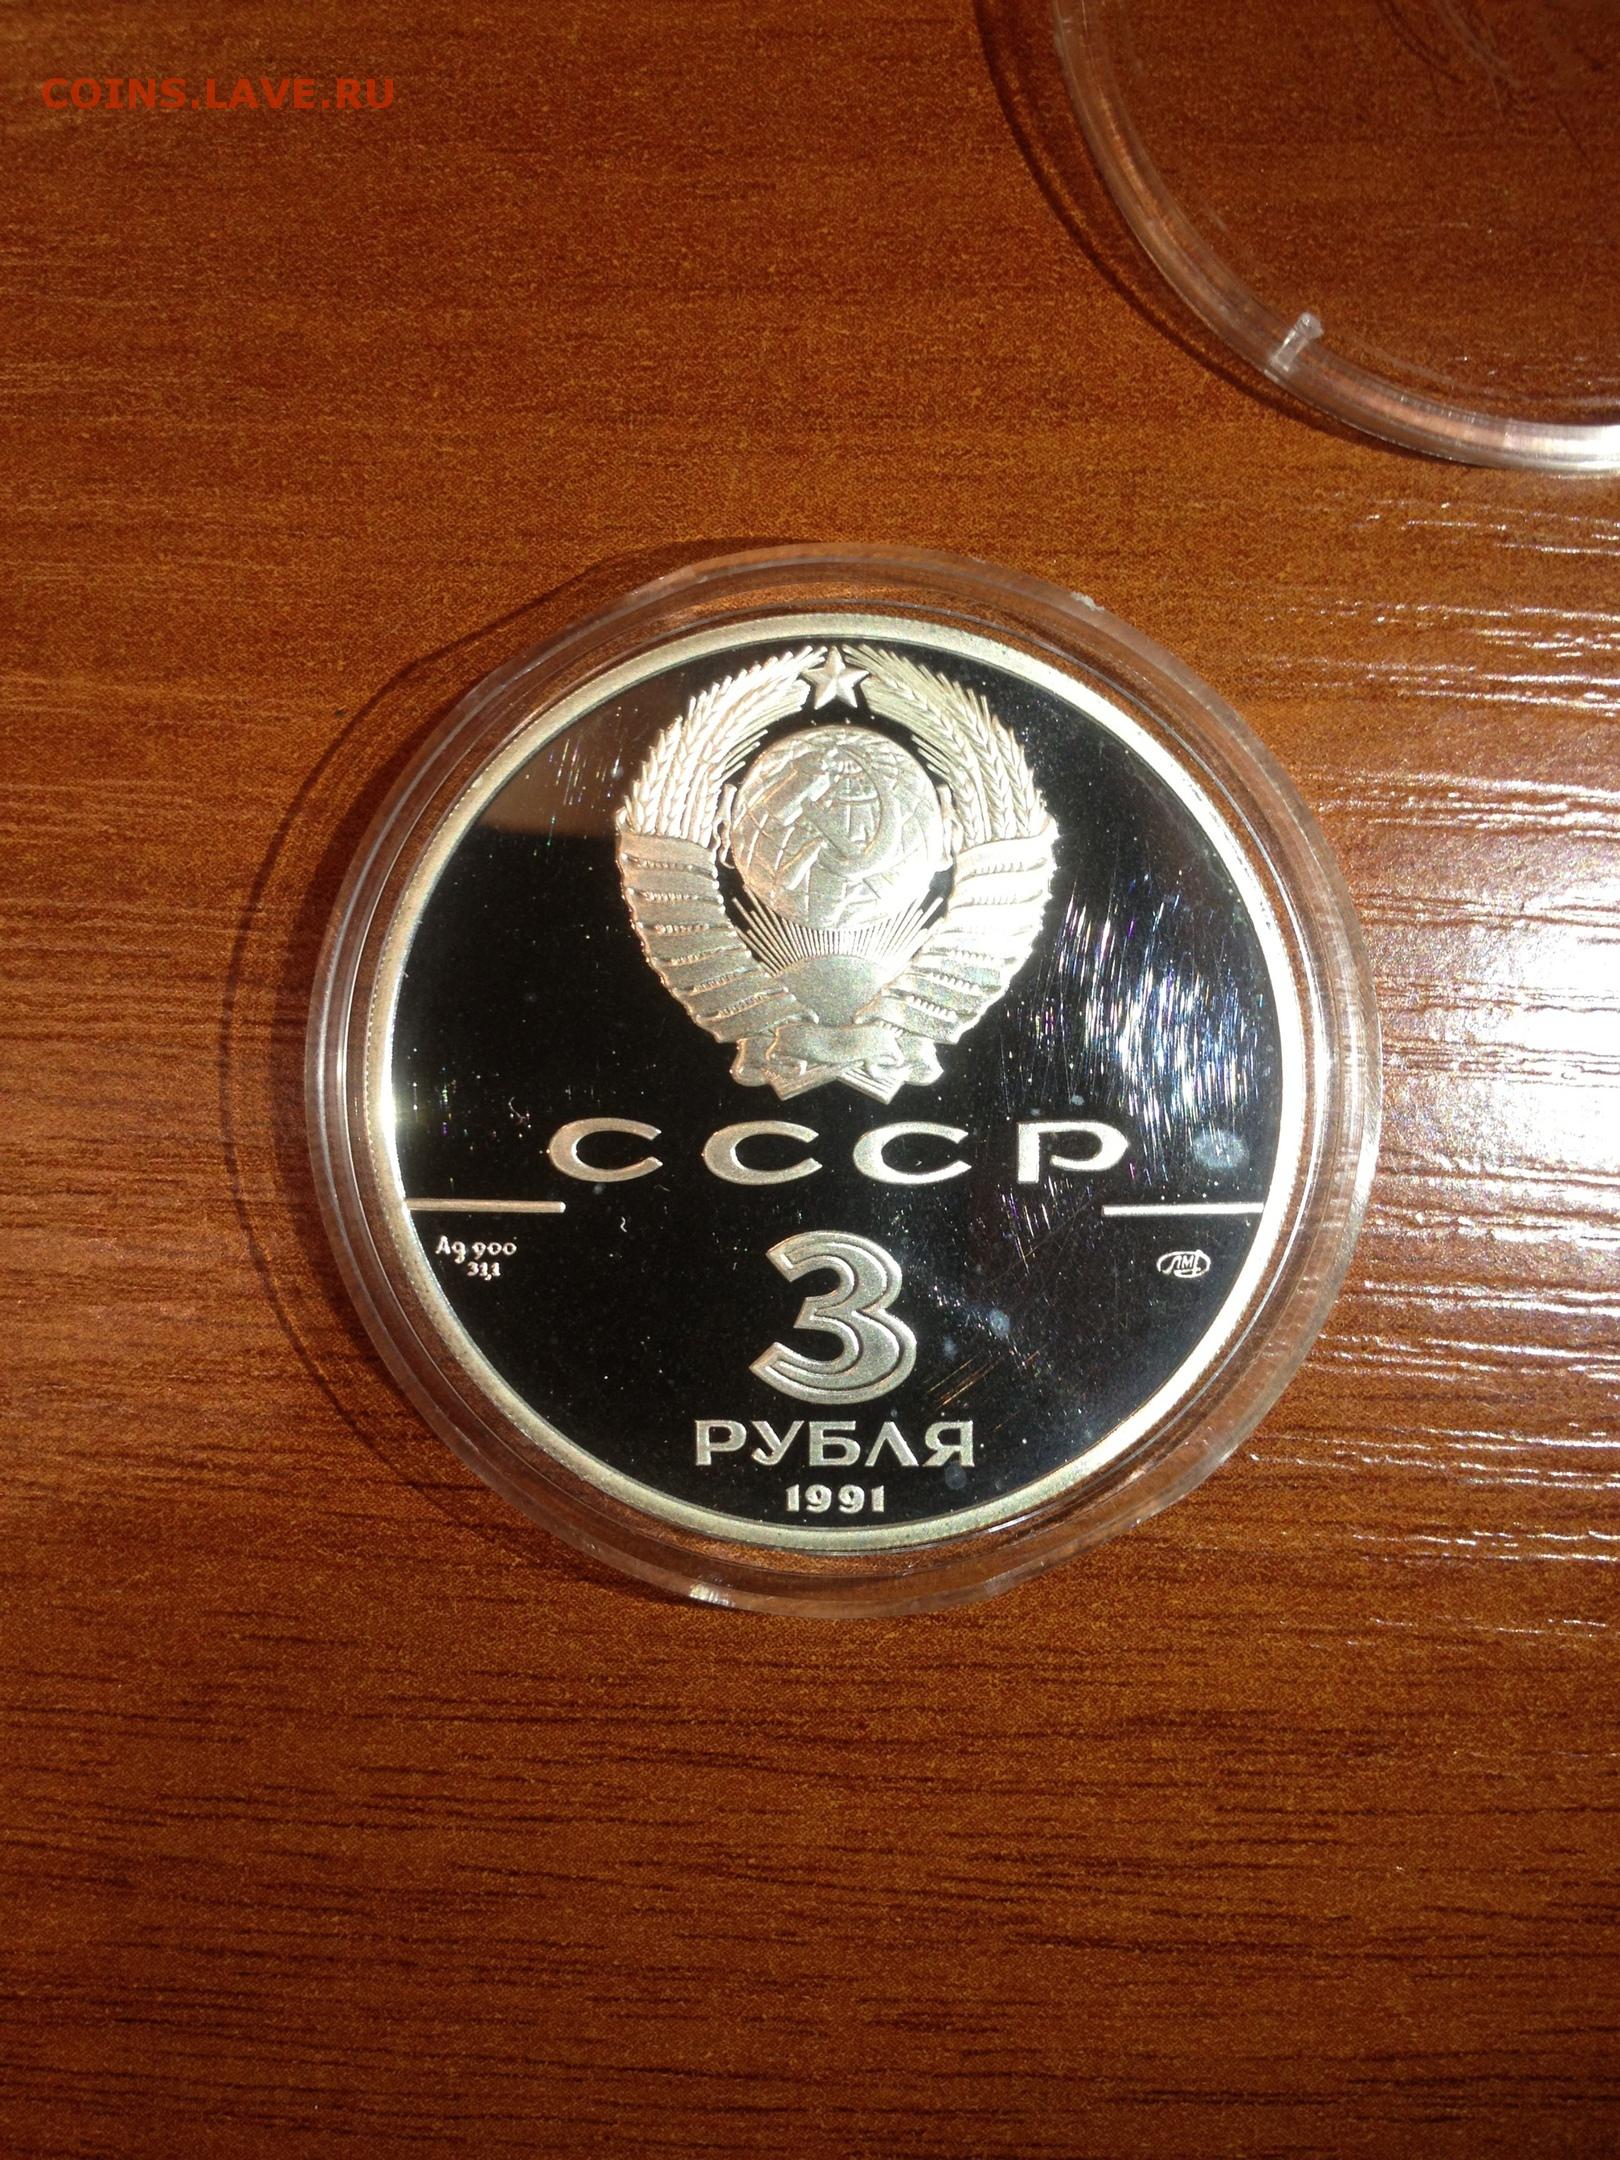 COINS.LAVE.RU
СССР
Ag 900
31,1
ЛМД
3
РУБЛЯ
1991